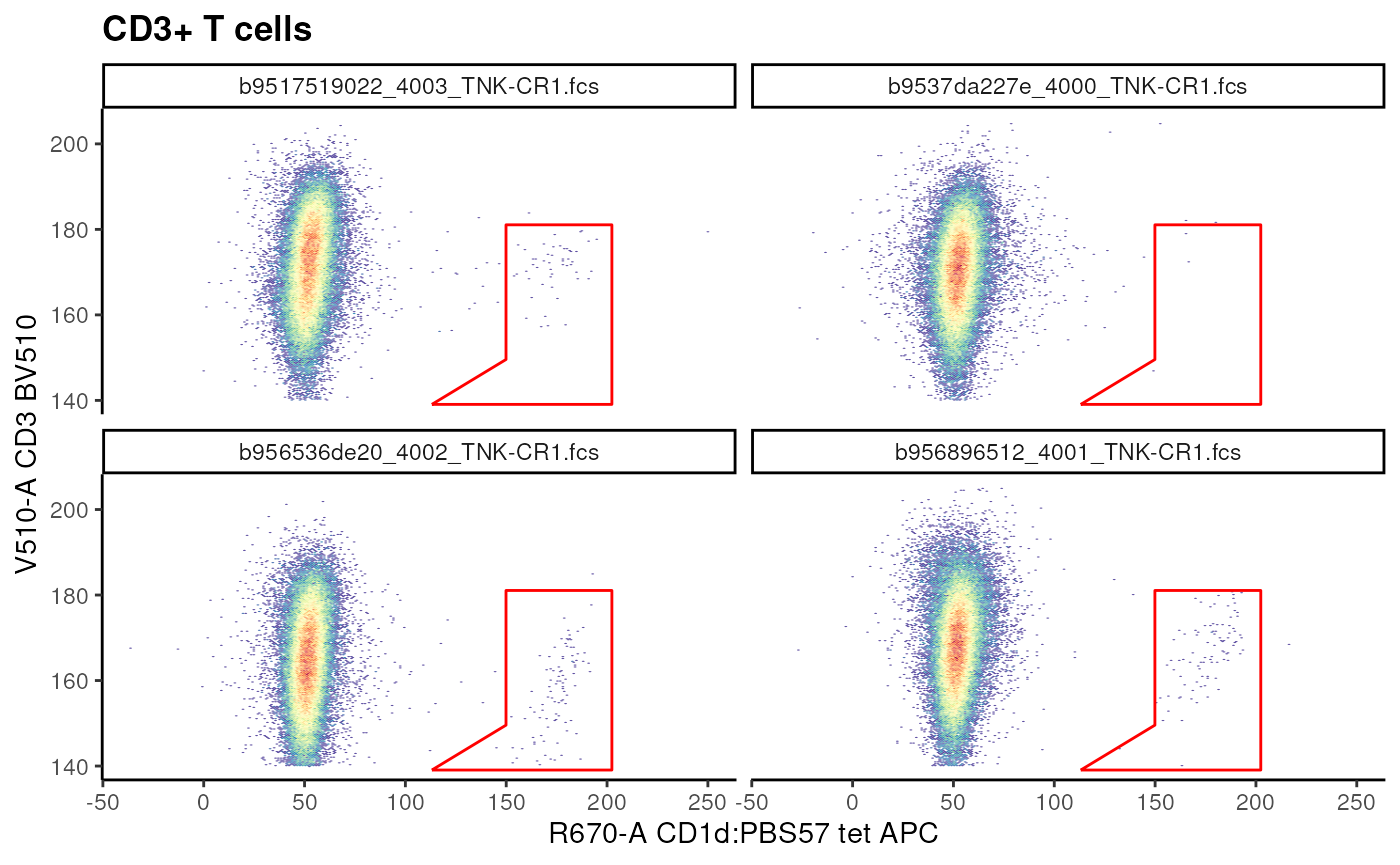 CD3+ T cells
b9517519022_4003_TNK-CR1.fcs
b9537da227e_4000_TNK-CR1.fcs
200
180
160
140
b956536de20_4002_TNK-CR1.fcs
b956896512_4001_TNK-CR1.fcs
200
180
160
140
V510-A CD3 BV510
-50 0 50 100 150 200 250
-50 0 50 100 150 200 250
R670-A CD1d:PBS57 tet APC